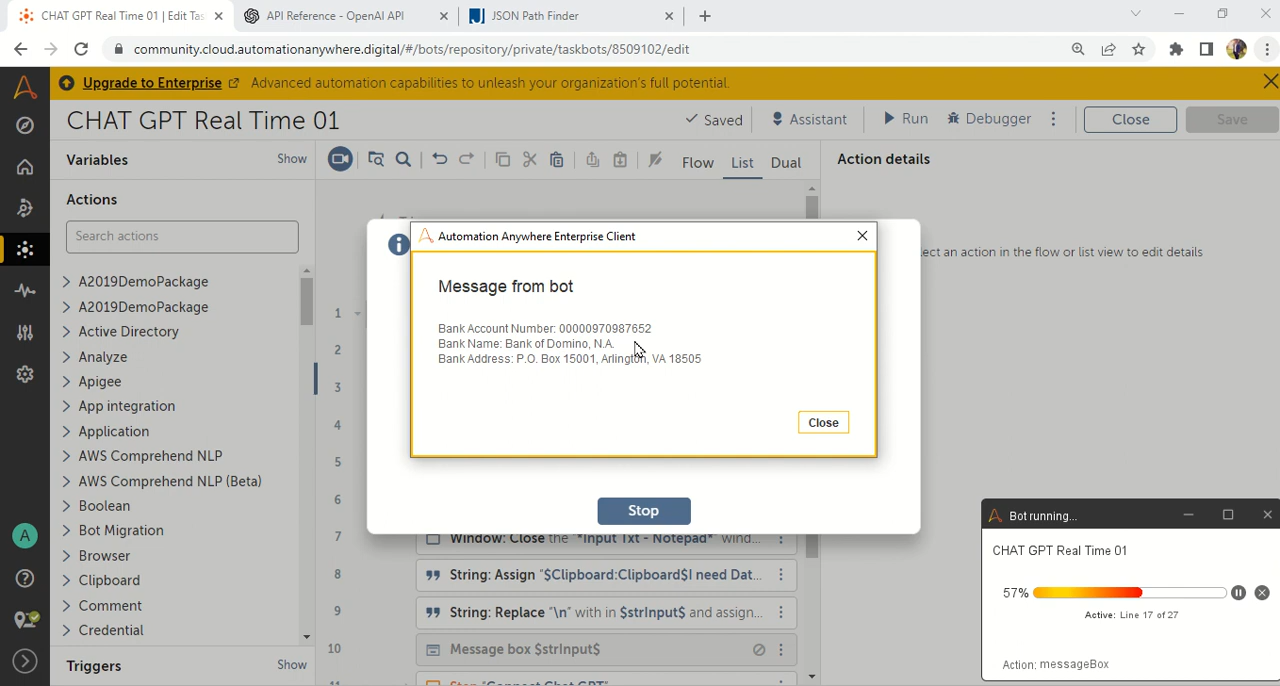 CHAT GPT Real Time 01 | Edit Tas
API Reference - OpenAI API
JSON Path Finder
community.cloud.automationanywhere.digital/#/bots/repository/private/taskbots/8509102/edit
Upgrade to Enterprise Advanced automation capabilities to unleash your organization's full potential.
CHAT GPT Real Time 01
Saved
Assistant
Run
Debugger
Close
Save
Variables
Show
Flow
List
Dual
Action details
Actions
Search actions
A2019DemoPackage
A2019DemoPackage
Active Directory
Analyze
Apigee
App integration
Application
AWS Comprehend NLP
AWS Comprehend NLP (Beta)
Boolean
Bot Migration
Browser
Clipboard
Comment
Credential
Triggers
Show
A
1
2
3
4
5
6
7
8
9
10
Automation Anywhere Enterprise Client
Message from bot
Bank Account Number: 00000970987652
Bank Name: Bank of Domino, N.A.
Bank Address: P.O. Box 15001, Arlington, VA 18505
Close
Stop
ect an action in the flow or list view to edit details
Window: Close the "*Input Txt - Notepad*" wind...
String: Assign "$Clipboard:Clipboard$I need Dat...
String: Replace "\n" with in $strInput$ and assign...
Message box $strInput$
Step "Connect Chat GPT"
Bot running...
CHAT GPT Real Time 01
57%
Active: Line 17 of 27
Action: messageBox